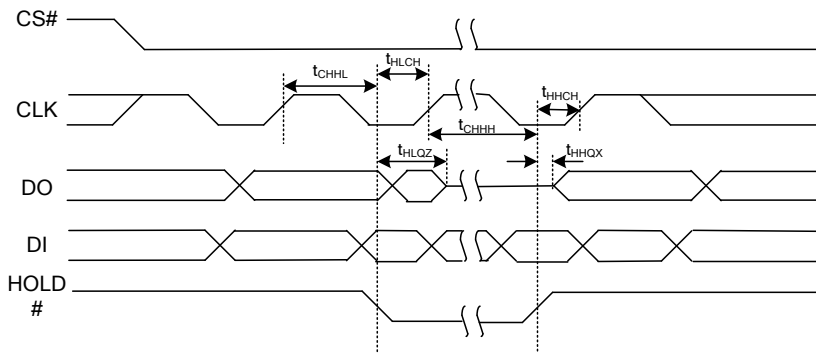 CS#
tCHHL
tHLCH
tHHCH
CLK
tCHHH
tHLQZ
tHHQX
DO
DI
HOLD
#